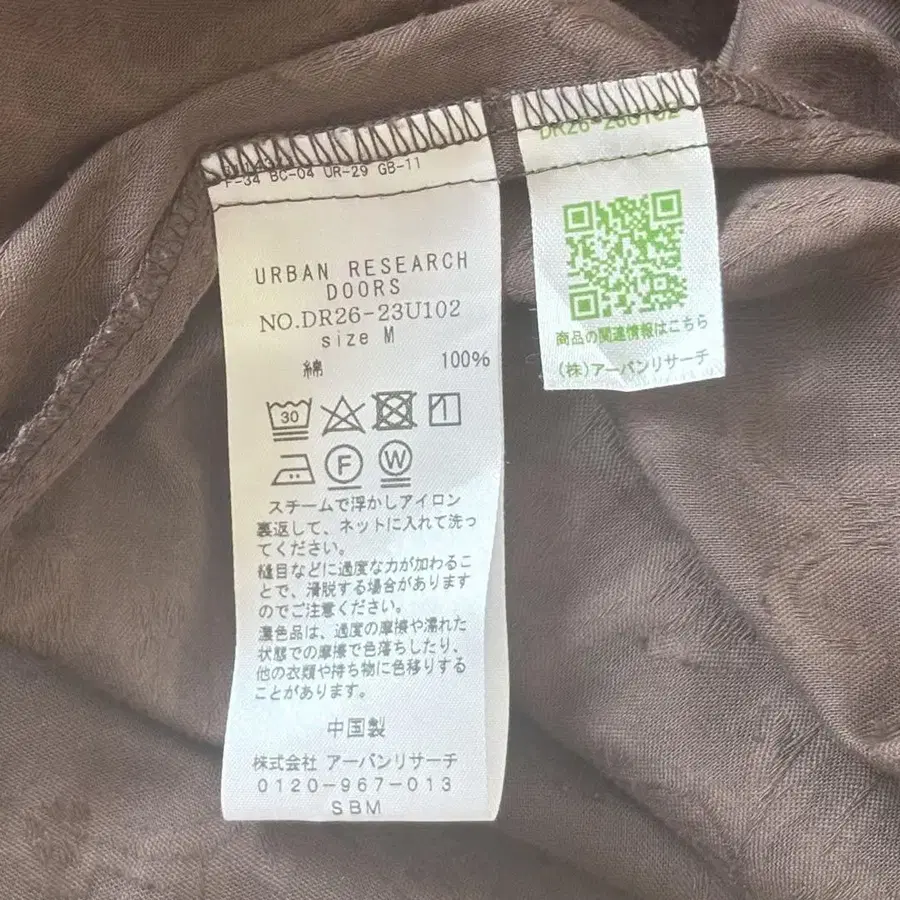 F-34 BC-04 UR-29 GB-11
URBAN RESEARCH
DOORS
NO.DR26-23U102
size M
綿 100%
30
F W
スチームで浮かしアイロン
裏返して、ネットに入れて洗っ
てください。
縫目などに過度な力が加わるこ
とで、滑脱する場合があります
のでご注意ください。
濃色品は、過度の摩擦や濡れた
状態での摩擦で色落ちしたり、
他の衣類や持ち物に色移りする
ことがあります。
中国製
株式会社 アーバンリサーチ
0120-967-013
SBM
DR26-23U102
商品の関連情報はこちら
(株)アーバンリサーチ